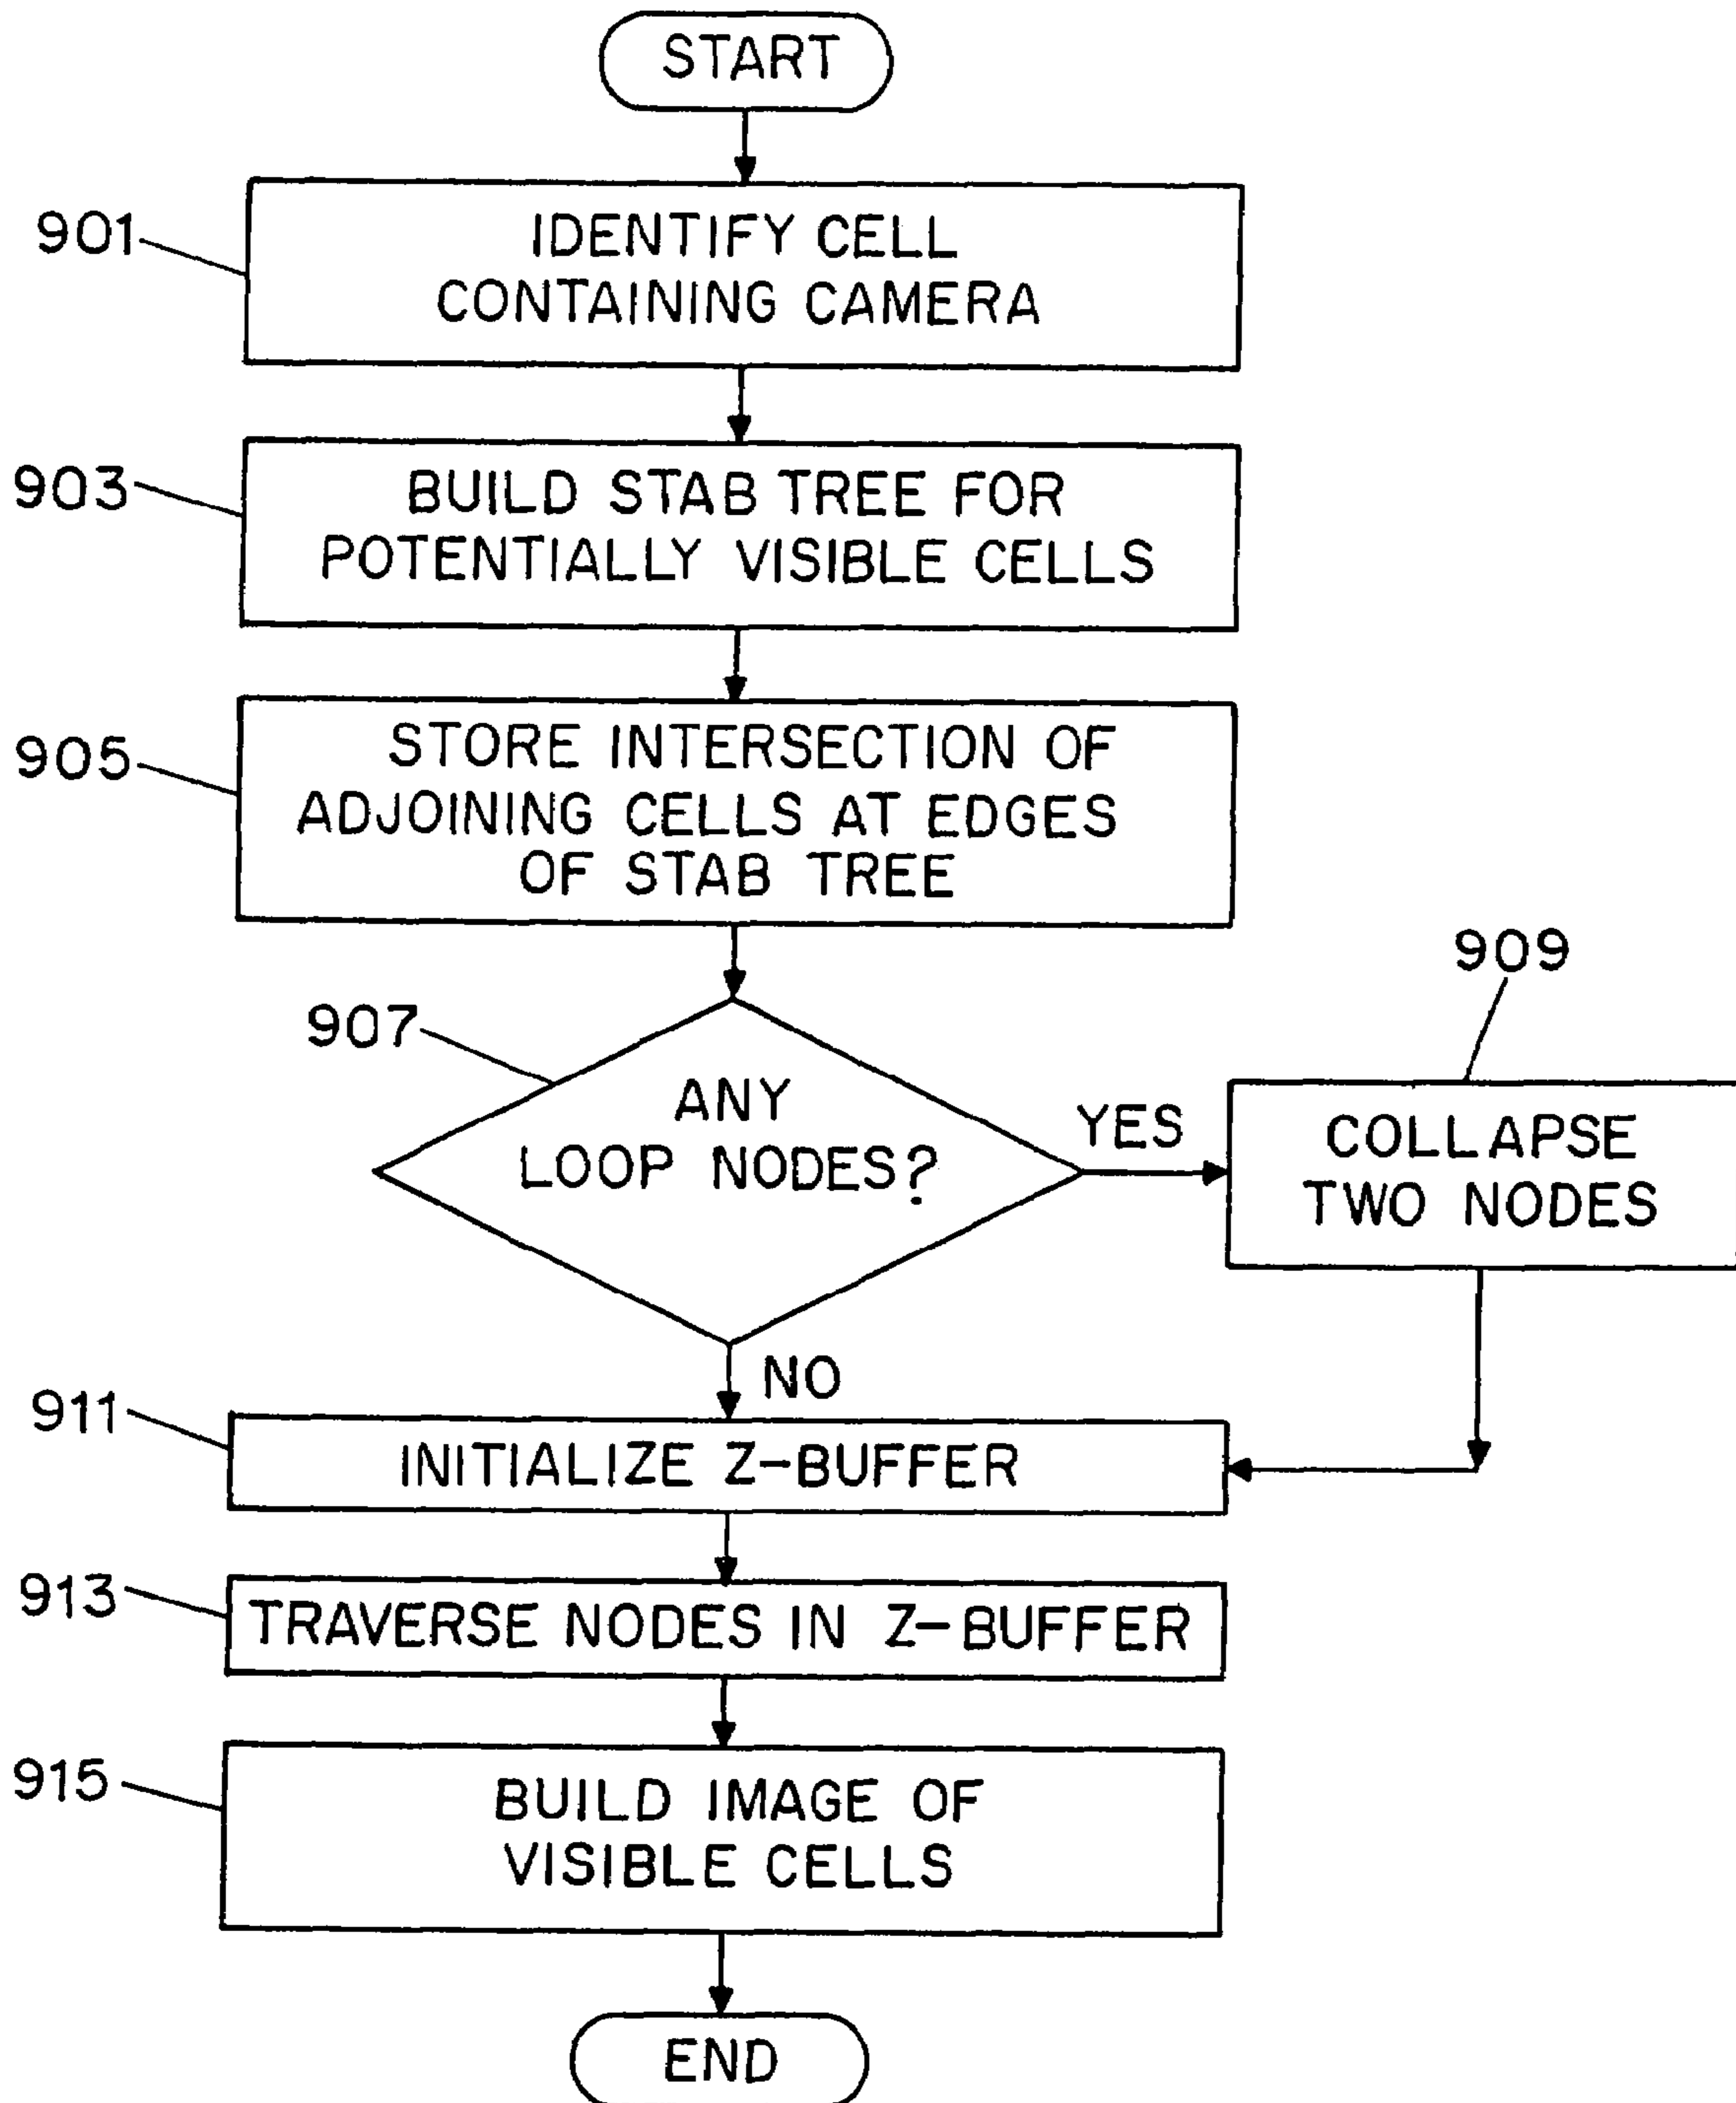 START
901
IDENTIFY CELL
CONTAINING CAMERA
903
BUILD STAB TREE FOR
POTENTIALLY VISIBLE CELLS
905
STORE INTERSECTION OF
ADJOINING CELLS AT EDGES
OF STAB TREE
907
ANY
LOOP NODES?
YES
909
COLLAPSE
TWO NODES
NO
911
INITIALIZE Z-BUFFER
913
TRAVERSE NODES IN Z-BUFFER
915
BUILD IMAGE OF
VISIBLE CELLS
END